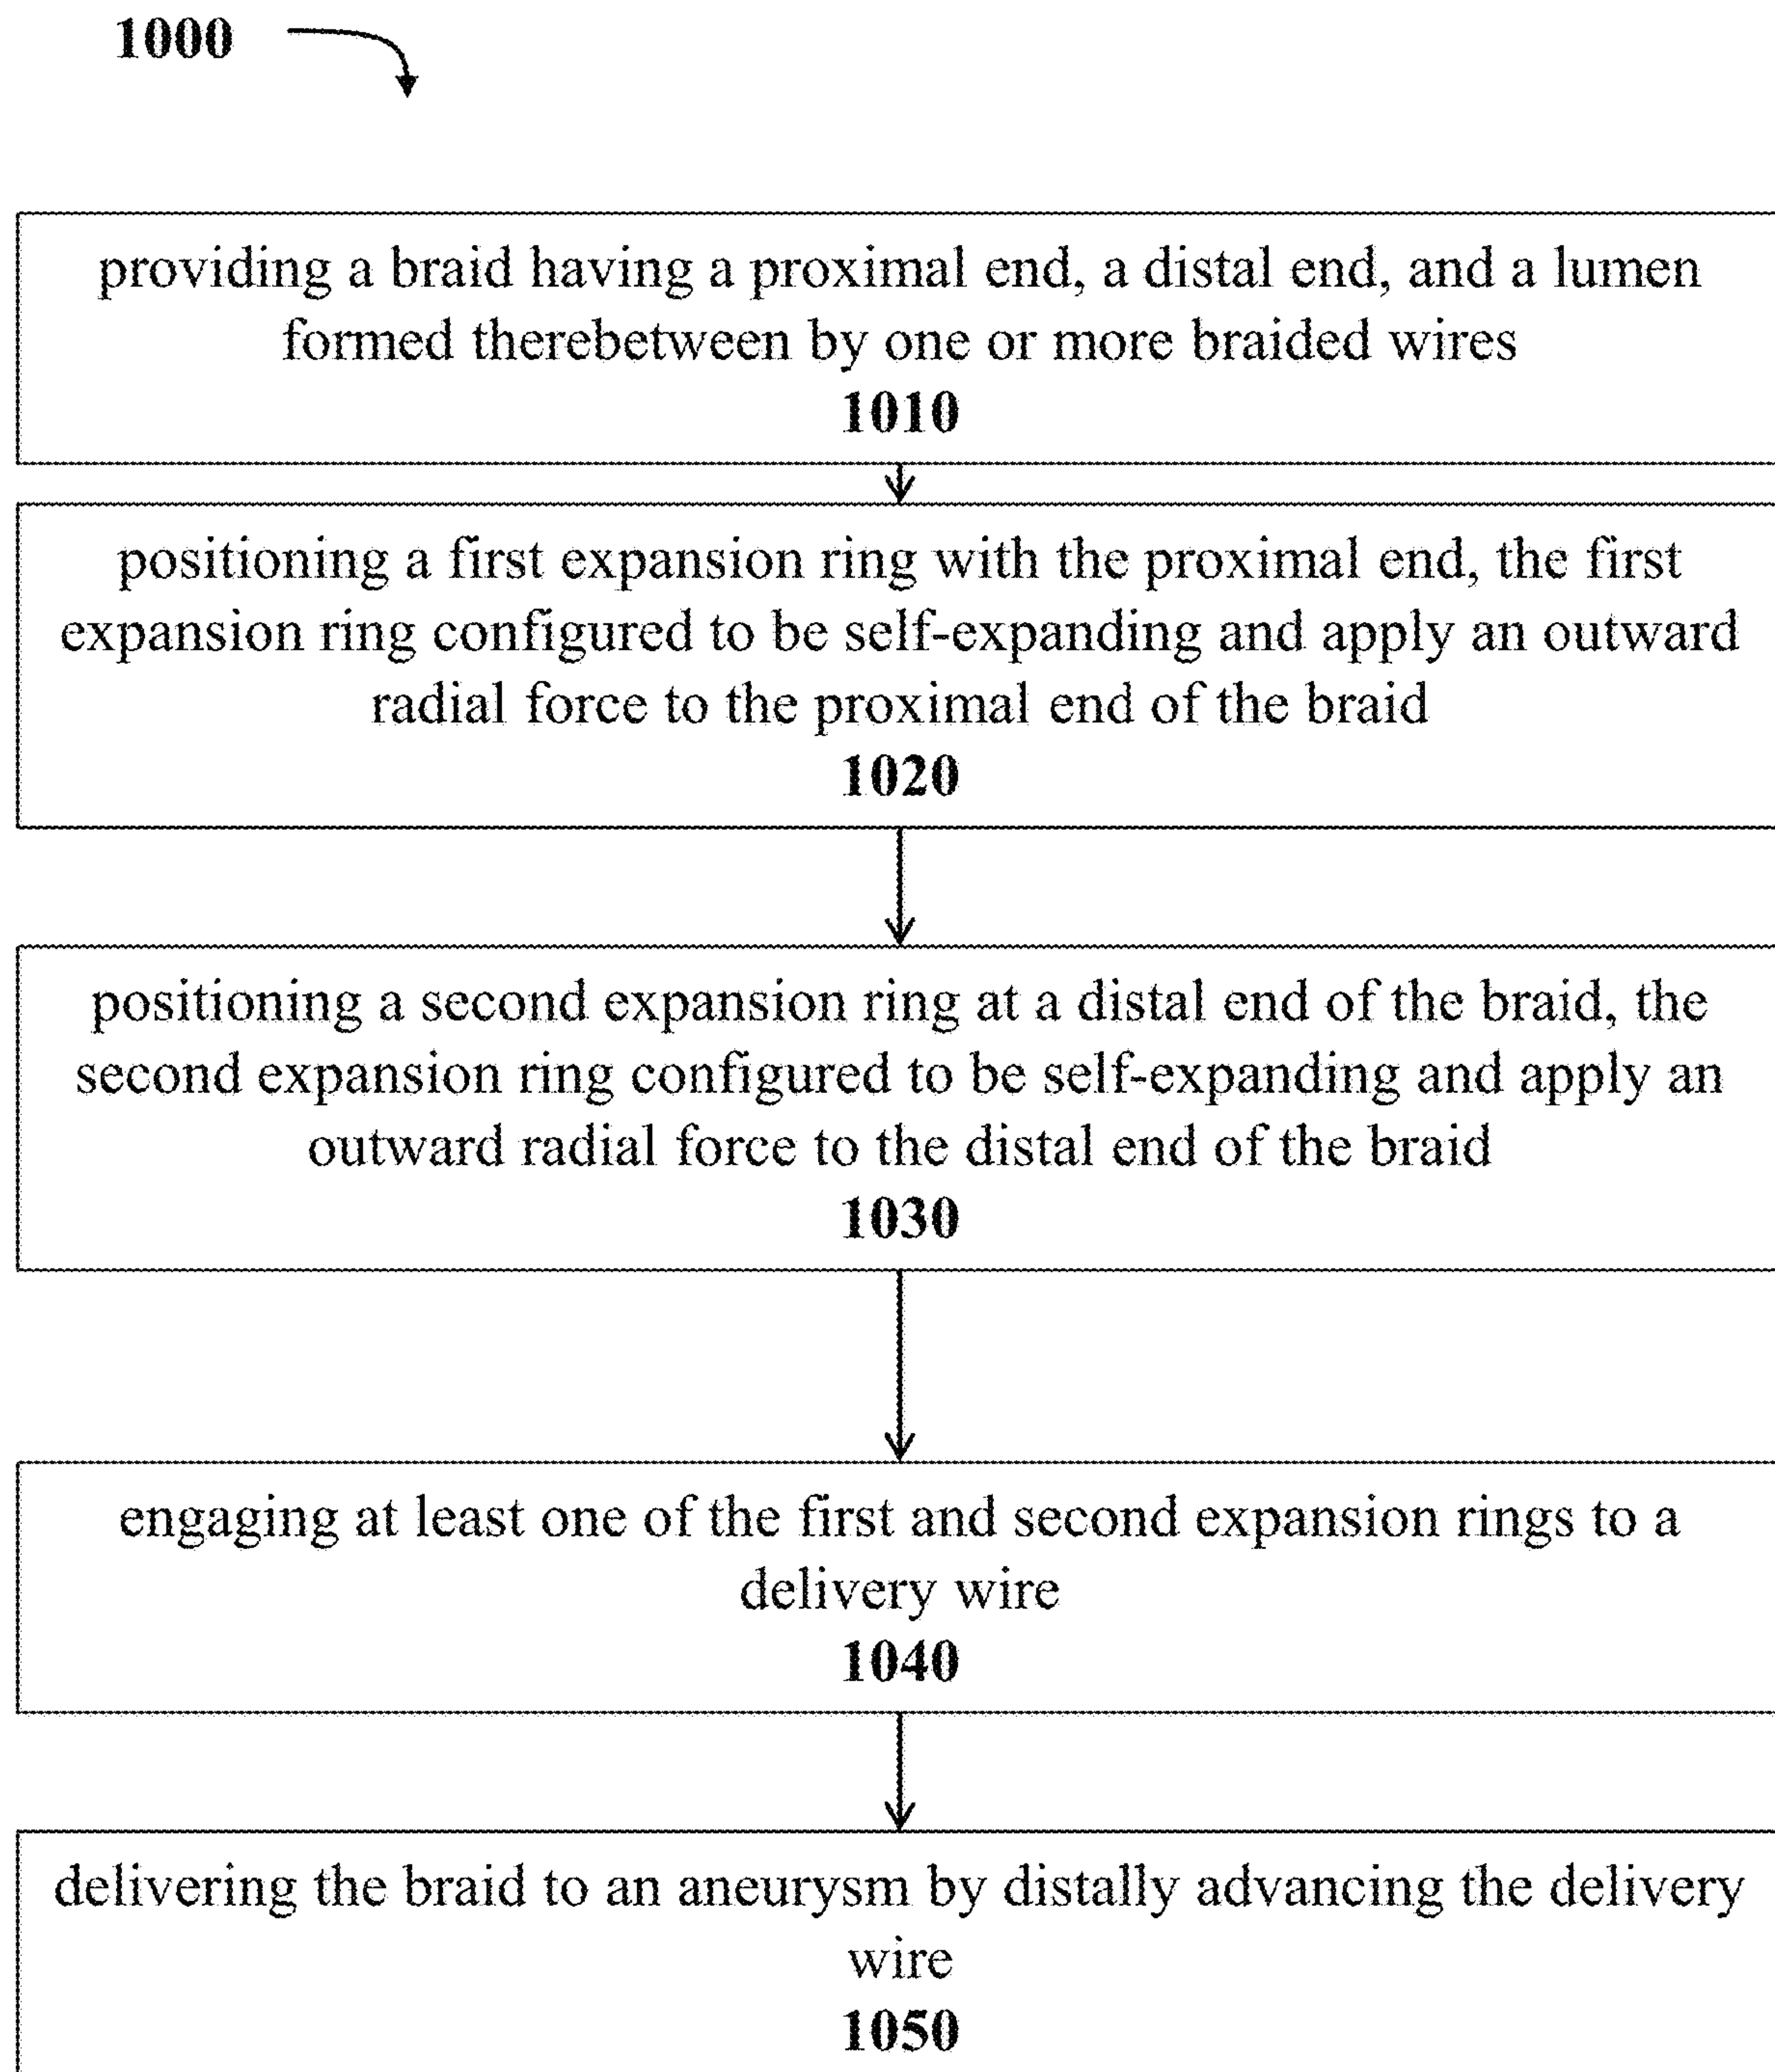 1000
providing a braid having a proximal end, a distal end, and a lumen
formed therebetween by one or more braided wires
1010
positioning a first expansion ring with the proximal end, the first
expansion ring configured to be self-expanding and apply an outward
radial force to the proximal end of the braid
1020
positioning a second expansion ring at a distal end of the braid, the
second expansion ring configured to be self-expanding and apply an
outward radial force to the distal end of the braid
1030
engaging at least one of the first and second expansion rings to a
delivery wire
1040
delivering the braid to an aneurysm by distally advancing the delivery
wire
1050